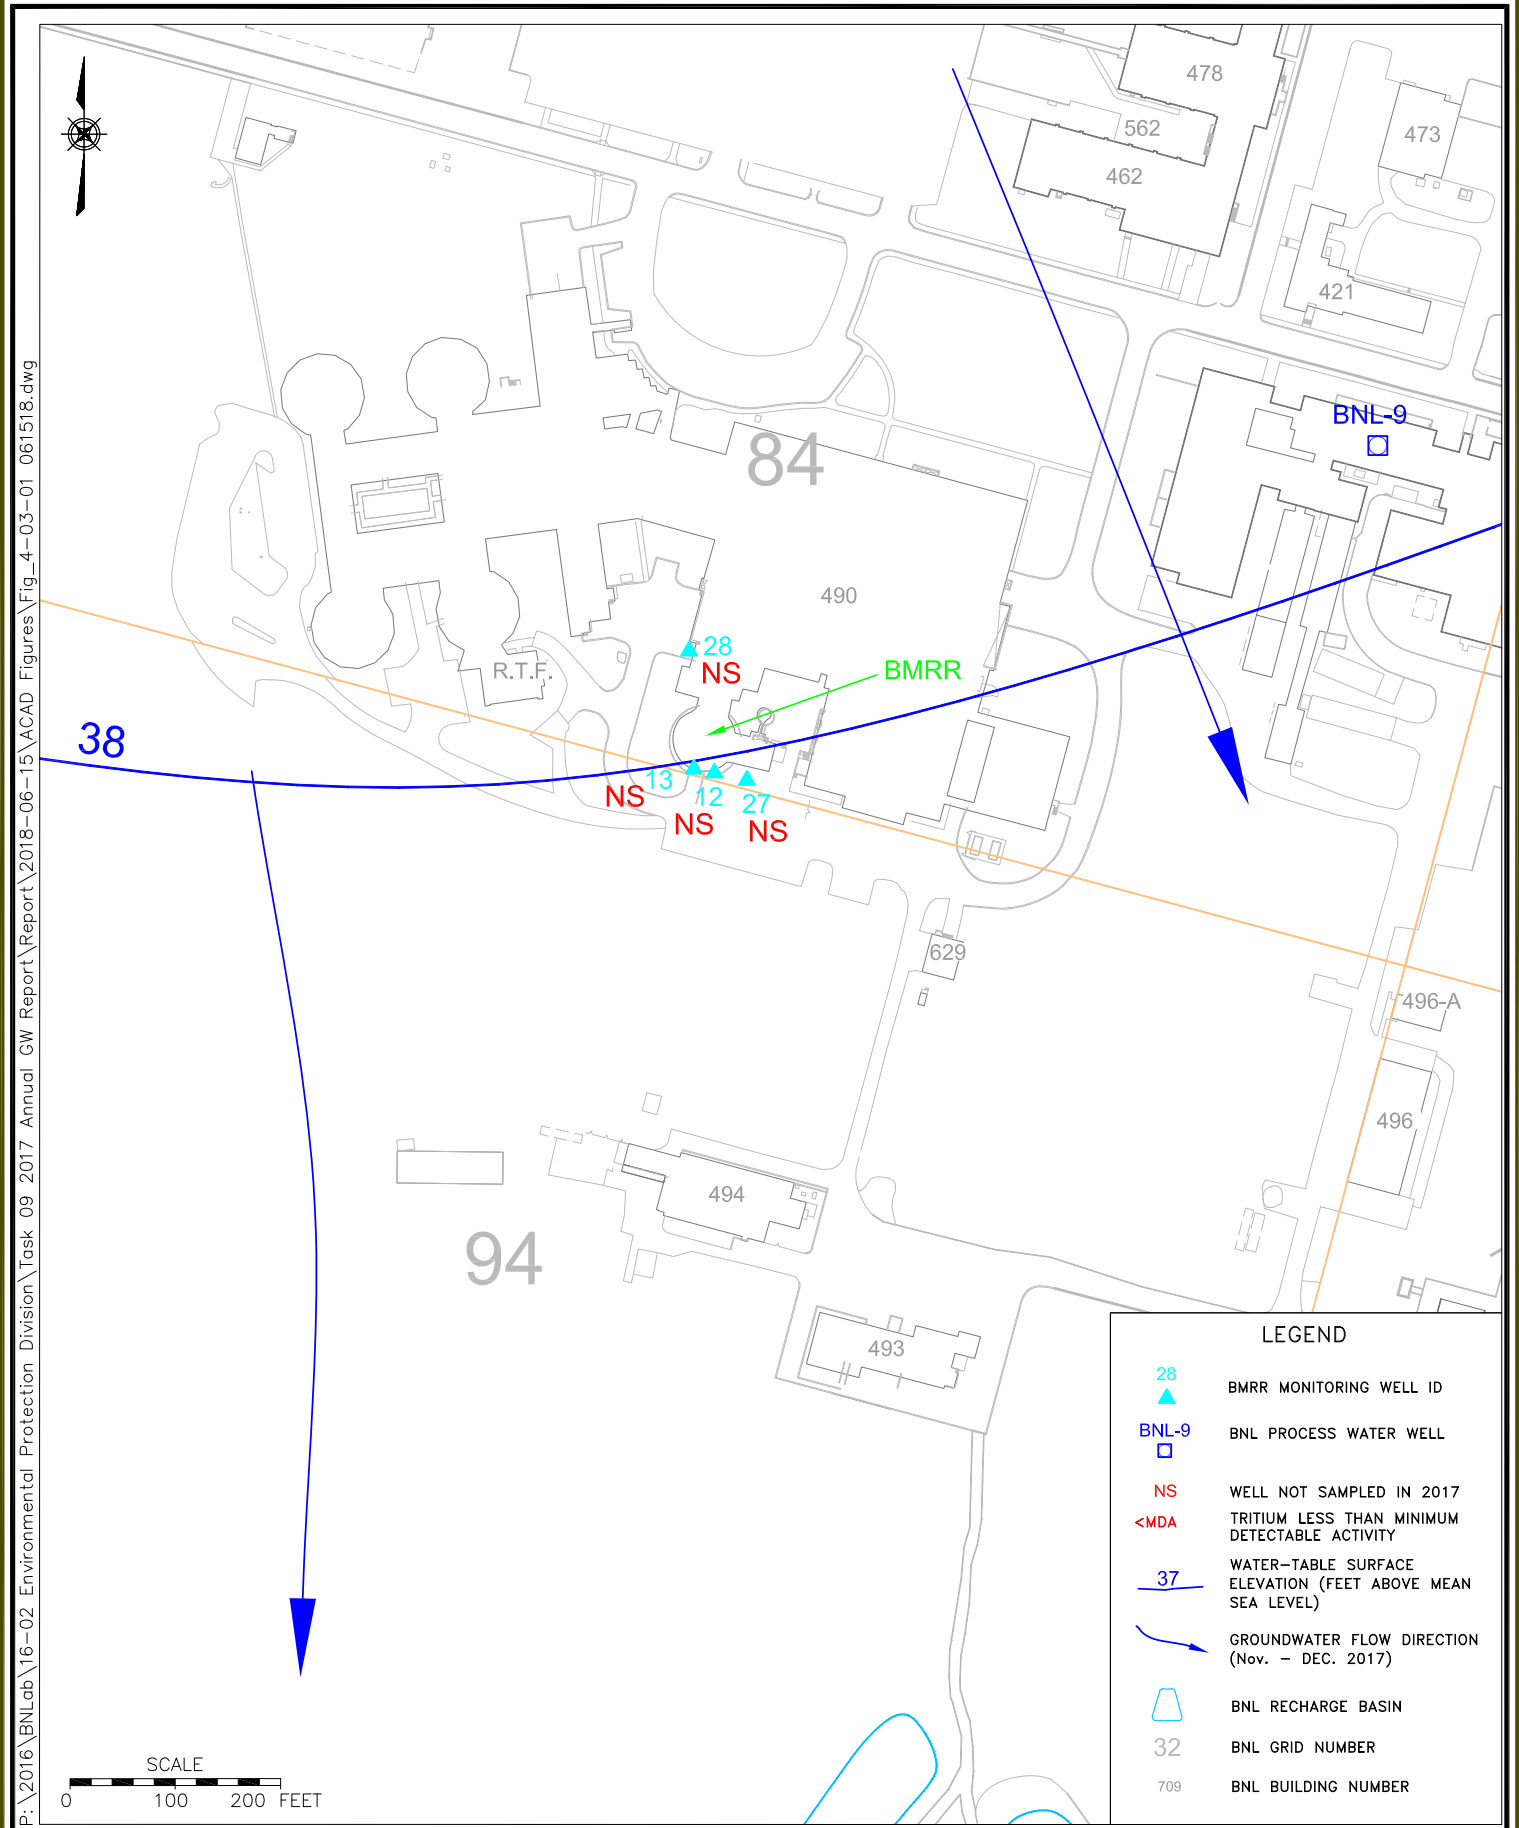 478
562
473
462
421
BNL-9
84
490
28
NS
R.T.F.
BMRR
38
13
12
27
NS
NS
NS
629
496-A
496
494
94
493
P:\2016\BNLab\16-02 Environmental Protection Division\Task 09 2017 Annual GW Report\Report\2018-06-15\ACAD Figures\Fig_4-03-01 061518.dwg
SCALE
0 100 200 FEET
LEGEND
28
BMRR MONITORING WELL ID
BNL-9
BNL PROCESS WATER WELL
NS
WELL NOT SAMPLED IN 2017
<MDA
TRITIUM LESS THAN MINIMUM
DETECTABLE ACTIVITY
37
WATER-TABLE SURFACE
ELEVATION (FEET ABOVE MEAN
SEA LEVEL)
GROUNDWATER FLOW DIRECTION
(Nov. - DEC. 2017)
BNL RECHARGE BASIN
32
BNL GRID NUMBER
709
BNL BUILDING NUMBER